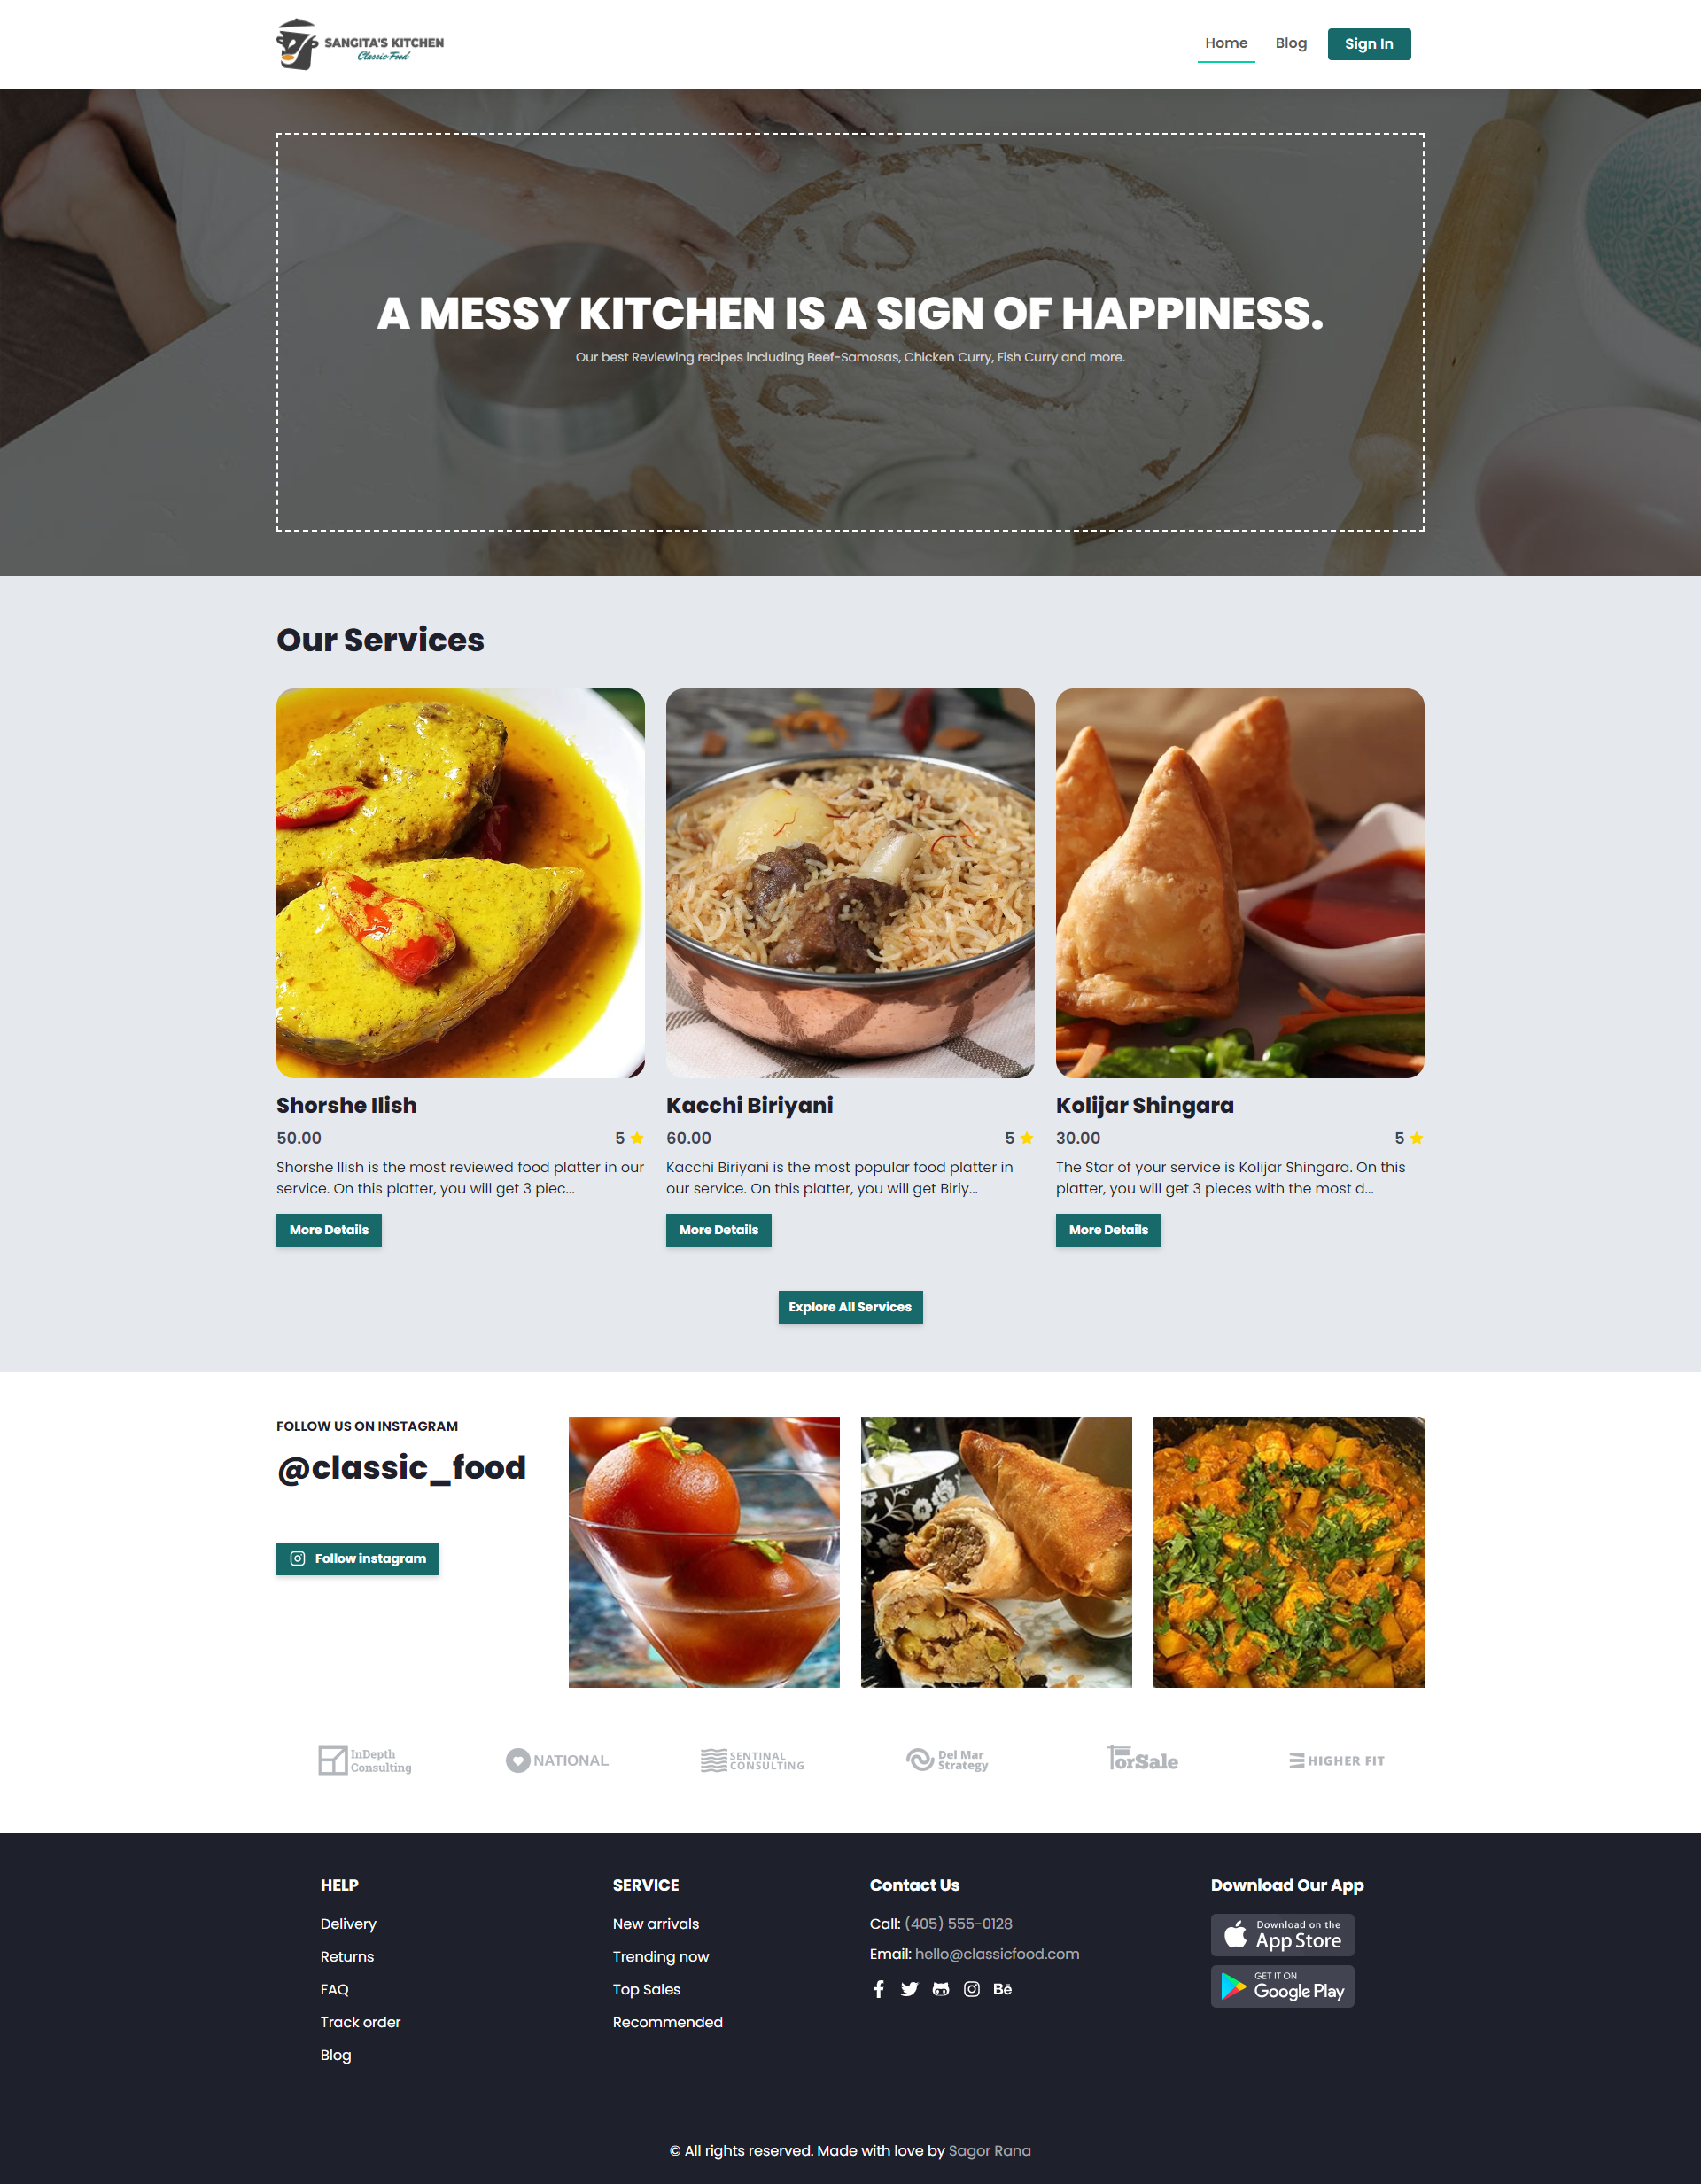 SANGITA'S KITCHEN
Classic Food
Home
Blog
Sign In
A MESSY KITCHEN IS A SIGN OF HAPPINESS.
Our best Reviewing recipes including Beef-Samosas, Chicken Curry, Fish Curry and more.
Our Services
Shorshe Ilish
50.00
5
Shorshe Ilish is the most reviewed food platter in our
service. On this platter, you will get 3 piec...
More Details
Kacchi Biriyani
60.00
5
Kacchi Biriyani is the most popular food platter in
our service. On this platter, you will get Biriy...
More Details
Kolijar Shingara
30.00
5
The Star of your service is Kolijar Shingara. On this
platter, you will get 3 pieces with the most d...
More Details
Explore All Services
FOLLOW US ON INSTAGRAM
@classic_food
Follow instagram
InDepth
Consulting
NATIONAL
SENTINAL
CONSULTING
Del Mar
Strategy
ForSale
HIGHER FIT
HELP
Delivery
Returns
FAQ
Track order
Blog
SERVICE
New arrivals
Trending now
Top Sales
Recommended
Contact Us
Call: (405) 555-0128
Email: hello@classicfood.com
Bē
Download Our App
Download on the
App Store
GET IT ON
Google Play
© All rights reserved. Made with love by Sagor Rana